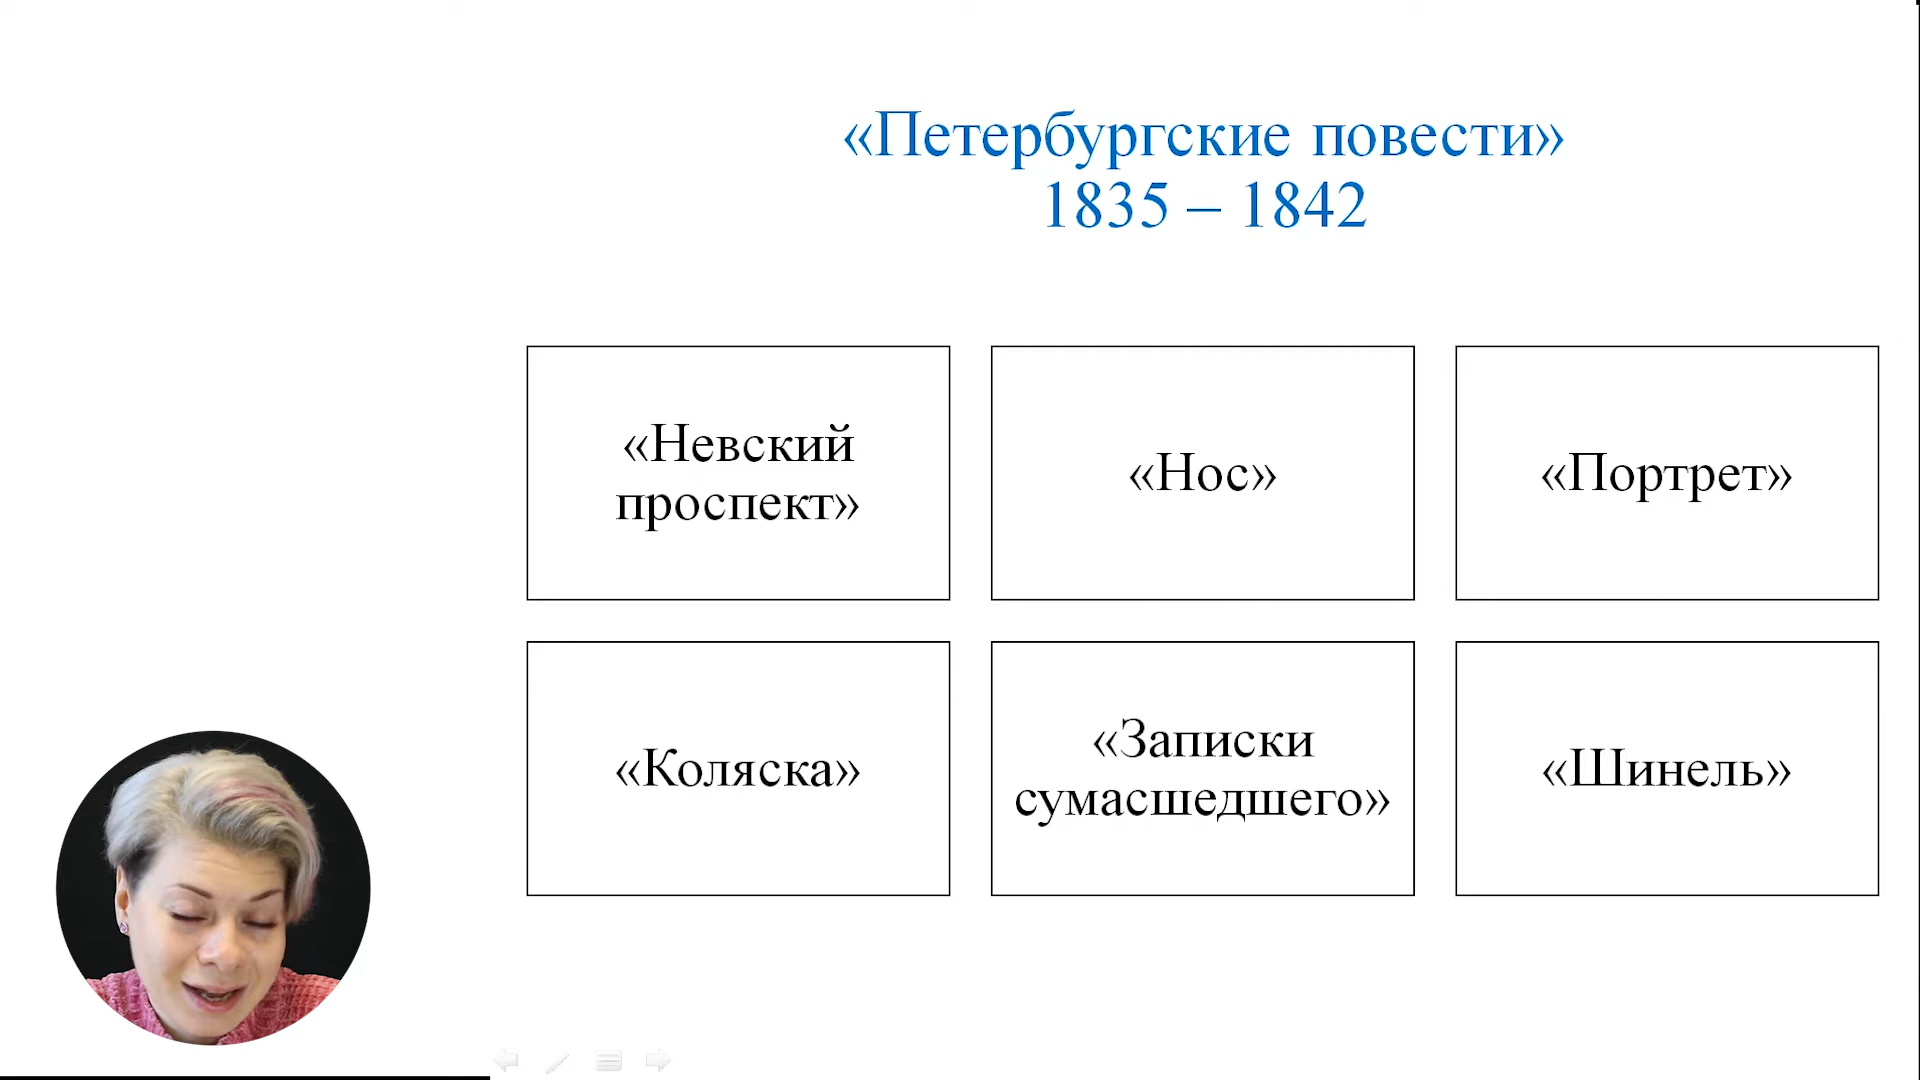 «Петербургские повести»
1835 – 1842
«Невский
проспект»
«Нос»
«Портрет»
«Коляска»
«Записки
сумасшедшего»
«Шинель»